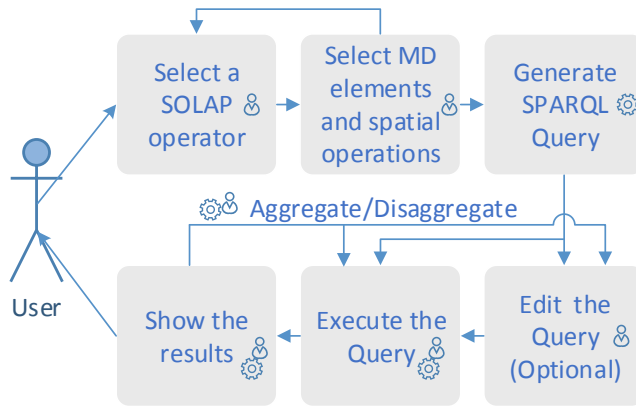 Select a
SOLAP
operator
Select MD
elements
and spatial
operations
Generate
SPARQL
Query
Aggregate/Disaggregate
User
Show the
results
Execute the
Query
Edit the
Query
(Optional)